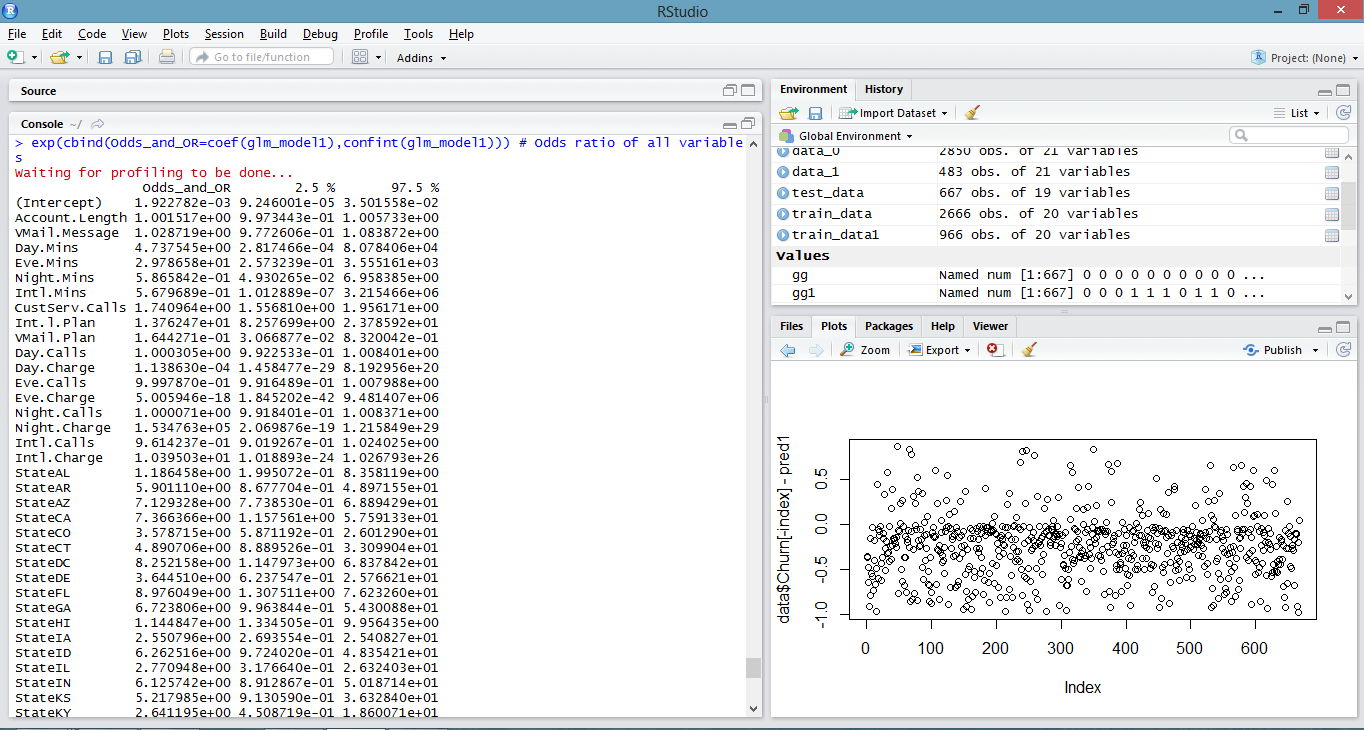 RStudio
File Edit Code View Plots Session Build Debug Profile Tools Help
Go to file/function Addins Project: (None)
Source
Console ~/
> exp(cbind(Odds_and_OR=coef(glm_model1),confint(glm_model1))) # Odds ratio of all variable
s
Waiting for profiling to be done...
Odds_and_OR 2.5 % 97.5 %
(Intercept) 1.922782e-03 9.246001e-05 3.501558e-02
Account.Length 1.001517e+00 9.973443e-01 1.005733e+00
VMail.Message 1.028719e+00 9.772606e-01 1.083872e+00
Day.Mins 4.737545e+00 2.817466e-04 8.078406e+04
Eve.Mins 2.978658e+01 2.573239e-01 3.555161e+03
Night.Mins 5.865842e-01 4.930265e-02 6.958385e+00
Intl.Mins 5.679689e-01 1.012889e-07 3.215466e+06
CustServ.Calls 1.740964e+00 1.556810e+00 1.956171e+00
Int.l.Plan 1.376247e+01 8.257699e+00 2.378592e+01
VMail.Plan 1.644271e-01 3.066877e-02 8.320042e-01
Day.Calls 1.000305e+00 9.922533e-01 1.008401e+00
Day.Charge 1.138630e-04 1.458477e-29 8.192956e+20
Eve.Calls 9.997870e-01 9.916489e-01 1.007988e+00
Eve.Charge 5.005946e-18 1.845202e-42 9.481407e+06
Night.Calls 1.000071e+00 9.918401e-01 1.008371e+00
Night.Charge 1.534763e+05 2.069876e-19 1.215849e+29
Intl.Calls 9.614237e-01 9.019267e-01 1.024025e+00
Intl.Charge 1.039503e+01 1.018893e-24 1.026793e+26
StateAL 1.186458e+00 1.995072e-01 8.358119e+00
StateAR 5.901110e+00 8.677704e-01 4.897155e+01
StateAZ 7.129328e+00 7.738530e-01 6.889429e+01
StateCA 7.366366e+00 1.157561e+00 5.759133e+01
StateCO 3.578715e+00 5.871192e-01 2.601290e+01
StateCT 4.890706e+00 8.889526e-01 3.309904e+01
StateDC 8.252158e+00 1.147973e+00 6.837842e+01
StateDE 3.644510e+00 6.237547e-01 2.576621e+01
StateFL 8.976049e+00 1.307511e+00 7.623260e+01
StateGA 6.723806e+00 9.963844e-01 5.430088e+01
StateHI 1.144847e+00 1.334505e-01 9.956435e+00
StateIA 2.550796e+00 2.693554e-01 2.540827e+01
StateID 6.262516e+00 9.724020e-01 4.835421e+01
StateIL 2.770948e+00 3.176640e-01 2.632403e+01
StateIN 6.125742e+00 8.912867e-01 5.018714e+01
StateKS 5.217985e+00 9.130590e-01 3.632840e+01
StateKY 2.641195e+00 4.508719e-01 1.860071e+01
Environment History
Import Dataset List
Global Environment
data_0 2850 obs. of 21 variables
data_1 483 obs. of 21 variables
test_data 667 obs. of 19 variables
train_data 2666 obs. of 20 variables
train_data1 966 obs. of 20 variables
Values
gg Named num [1:667] 0 0 0 0 0 0 0 0 0 0 ...
gg1 Named num [1:667] 0 0 0 1 1 1 0 1 1 0 ...
Files Plots Packages Help Viewer
Zoom Export Publish
data$Churn[-index] - pred1
0.5
0.0
-0.5
-1.0
0 100 200 300 400 500 600
Index